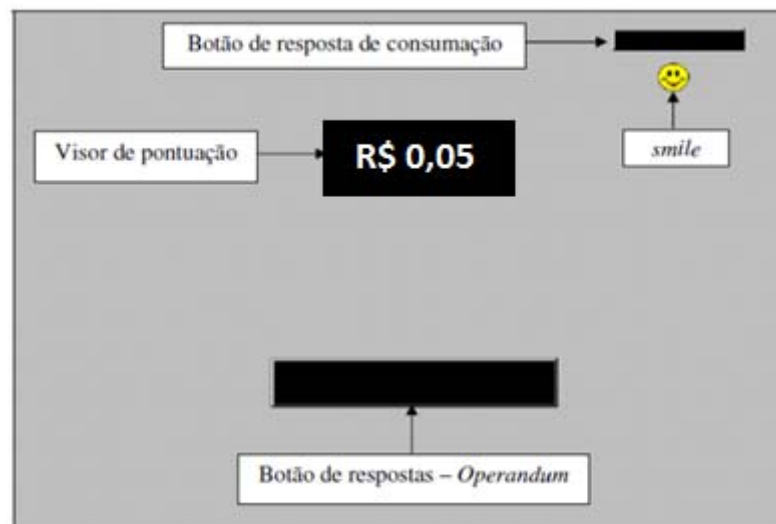 Botão de resposta de consumação
Visor de pontuação
R$ 0,05
smile
Botão de respostas – Operandum